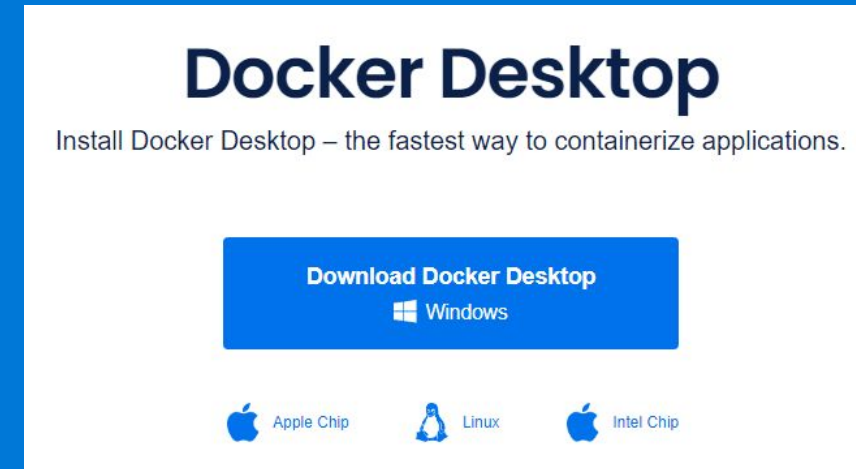 Docker Desktop
Install Docker Desktop – the fastest way to containerize applications.
Download Docker Desktop
Windows
Apple Chip
Linux
Intel Chip